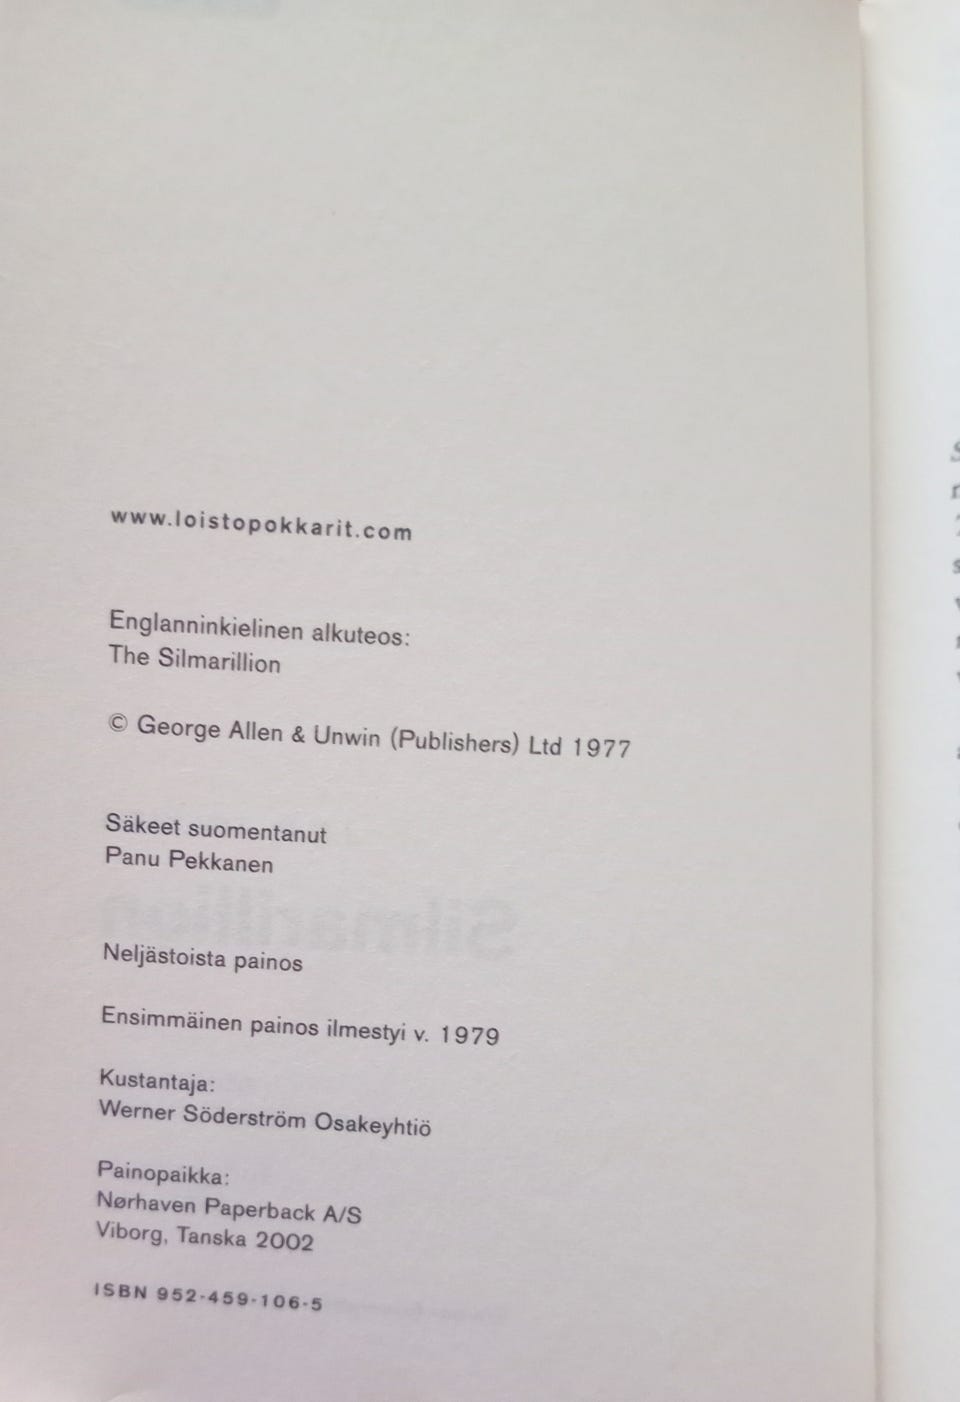 www.loistopokkarit.com
Englanninkielinen alkuteos:
The Silmarillion
© George Allen & Unwin (Publishers) Ltd 1977
Säkeet suomentanut
Panu Pekkanen
Neljästoista painos
Ensimmäinen painos ilmestyi v. 1979
Kustantaja:
Werner Söderström Osakeyhtiö
Painopaikka:
Nørhaven Paperback A/S
Viborg, Tanska 2002
ISBN 952-459-106-5